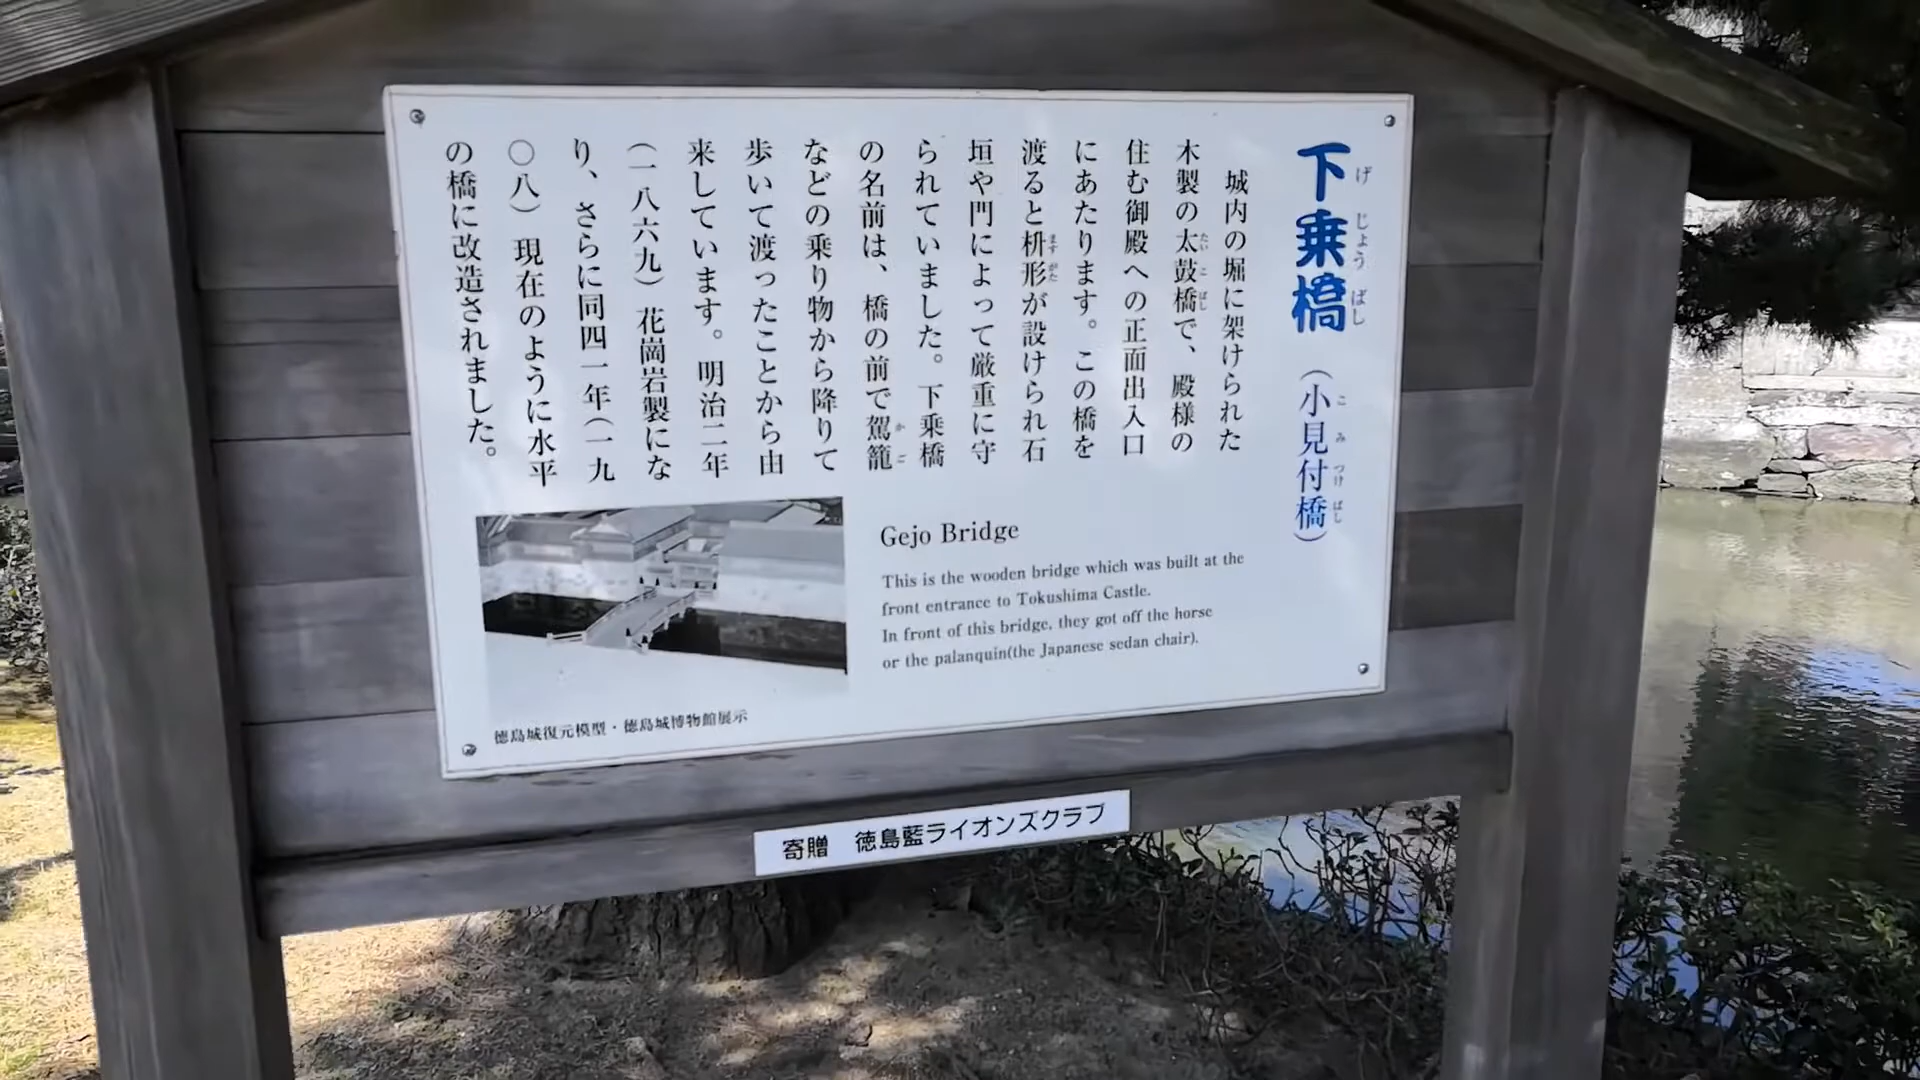 下乗橋（小見付橋）
げじょうばし
こみつけばし
城内の堀に架けられた
木製の太鼓橋で、殿様の
たいこばし
住む御殿への正面出入口
にあたります。この橋を
渡ると枡形が設けられ石
ますがた
垣や門によって厳重に守
られていました。下乗橋
の名前は、橋の前で駕籠
かご
などの乗り物から降りて
歩いて渡ったことから由
来しています。明治二年
（一八六九）花崗岩製にな
り、さらに同四一年（一九
〇八）現在のように水平
の橋に改造されました。
Gejo Bridge
This is the wooden bridge which was built at the
front entrance to Tokushima Castle.
In front of this bridge, they got off the horse
or the palanquin(the Japanese sedan chair).
徳島城復元模型・徳島城博物館展示
寄贈　徳島藍ライオンズクラブ